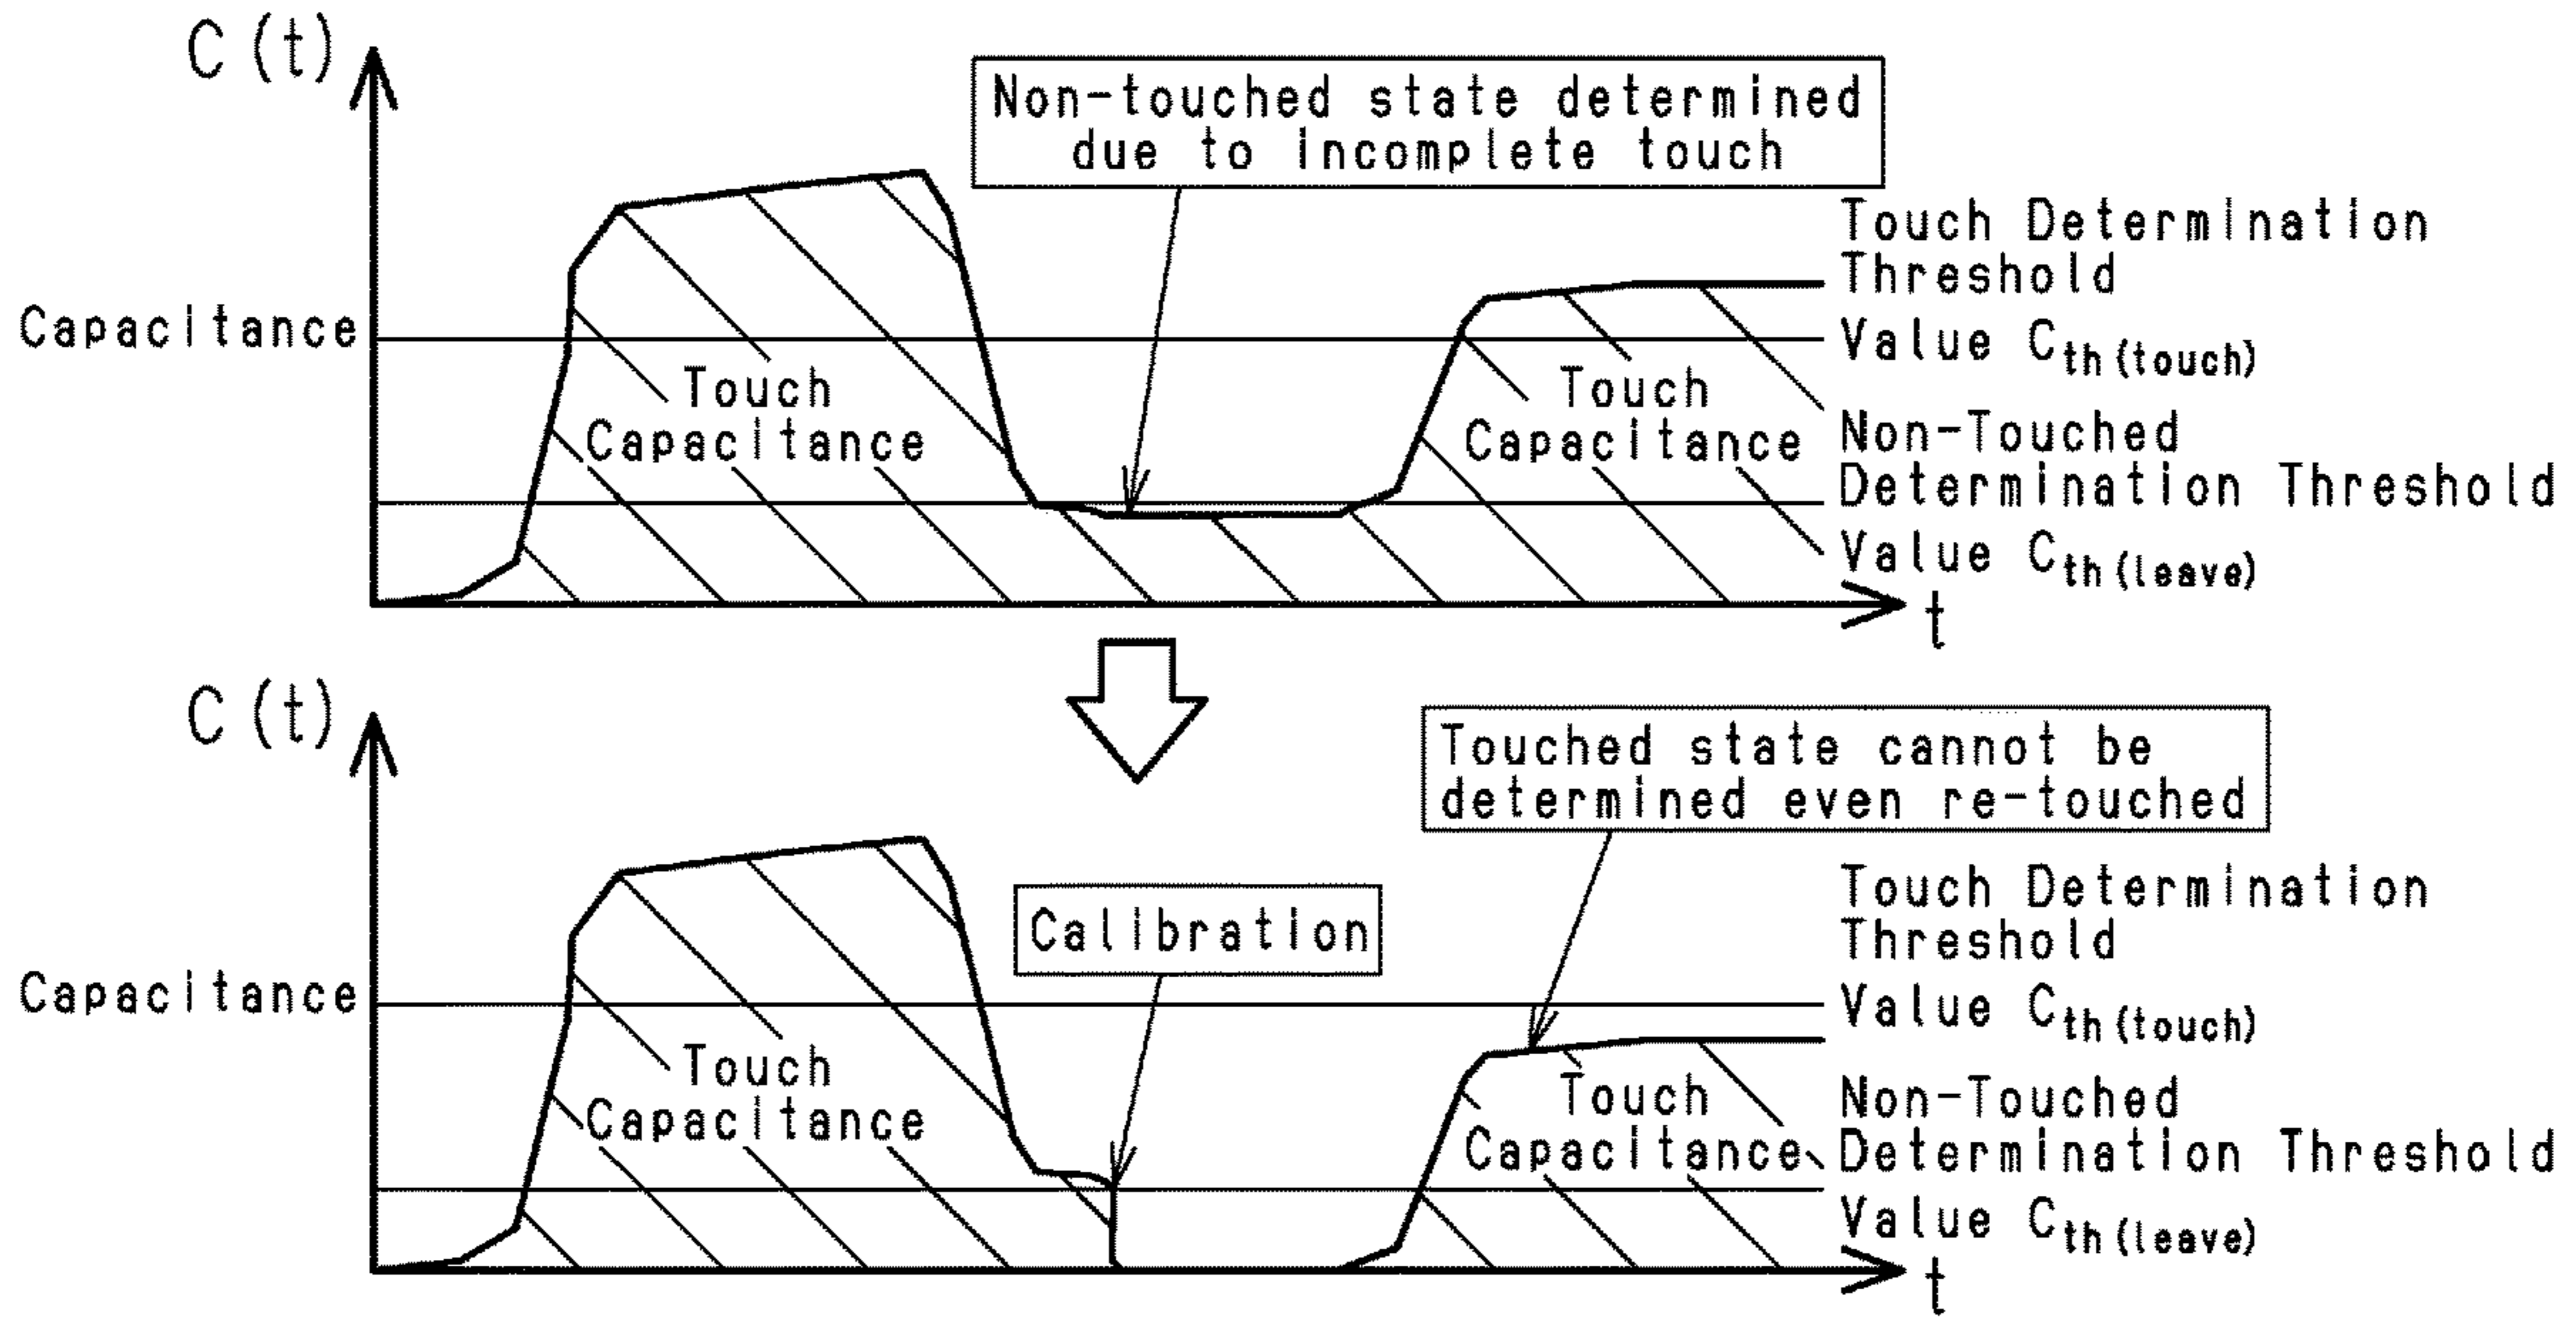 C (t)
Non-touched state determined
due to incomplete touch
Touch Determination
Threshold
Value Cth(touch)
Capacitance
Touch
Capacitance
Touch
Capacitance
Non-Touched
Determination Threshold
Value Cth(leave)
t
C (t)
Touched state cannot be
determined even re-touched
Calibration
Touch Determination
Threshold
Value Cth(touch)
Capacitance
Touch
Capacitance
Touch
Capacitance
Non-Touched
Determination Threshold
Value Cth(leave)
t